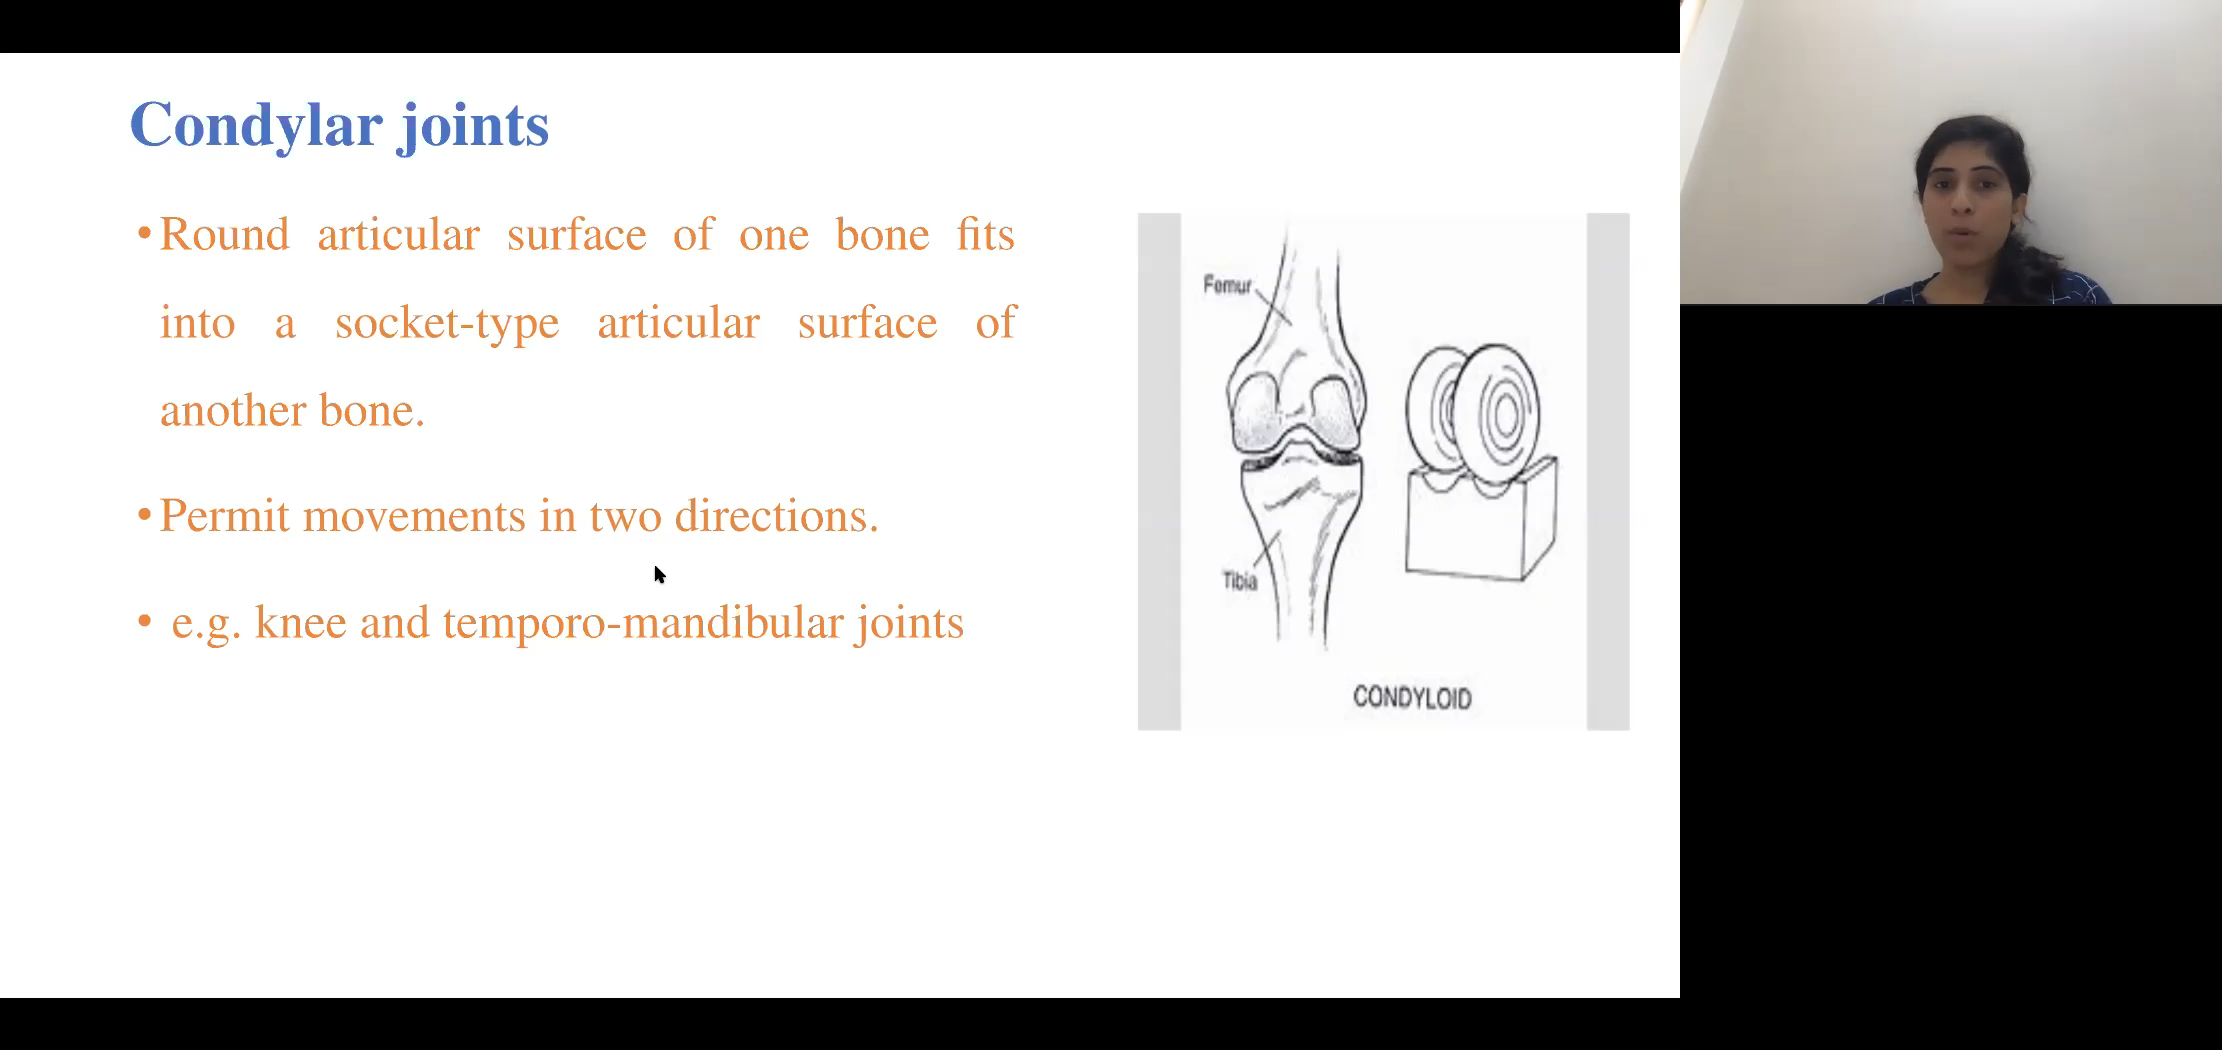 Condylar joints
•Round articular surface of one bone fits
into a socket-type articular surface of
another bone.
•Permit movements in two directions.
• e.g. knee and temporo-mandibular joints
Femur
Tibia
CONDYLOID